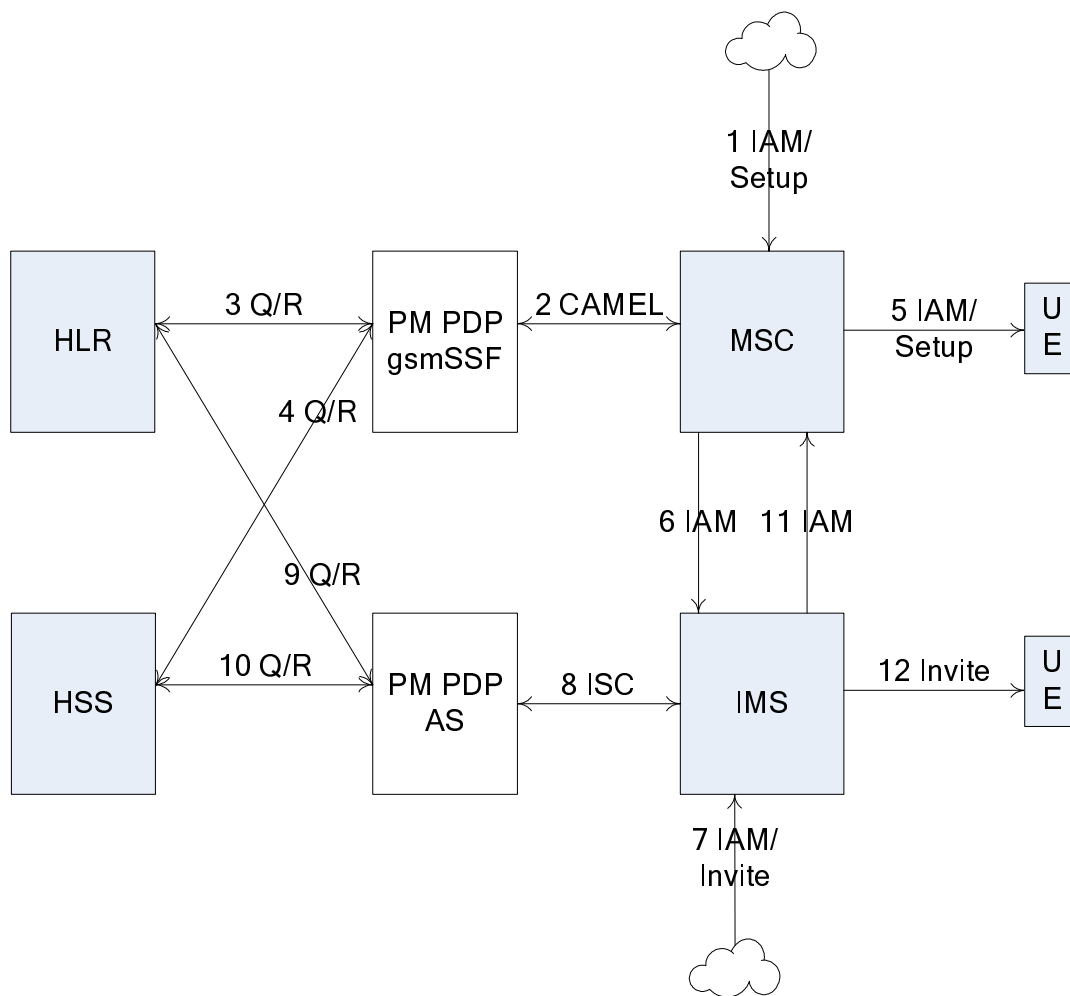 1 IAM/
Setup
HLR
3 Q/R
PM PDP
gsmSSF
2 CAMEL
MSC
5 IAM/
Setup
U
E
4 Q/R
6 IAM
11 IAM
9 Q/R
HSS
10 Q/R
PM PDP
AS
8 ISC
IMS
12 Invite
U
E
7 IAM/
Invite